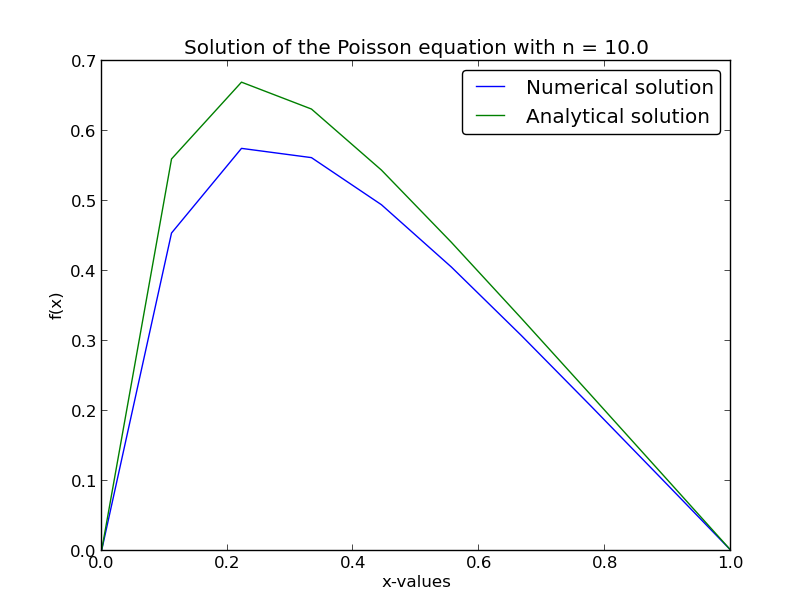 Solution of the Poisson equation with n = 10.0
0.7
0.6
0.5
0.4
0.3
0.2
0.1
0.0
f(x)
Numerical solution
Analytical solution
0.0 0.2 0.4 0.6 0.8 1.0
x-values